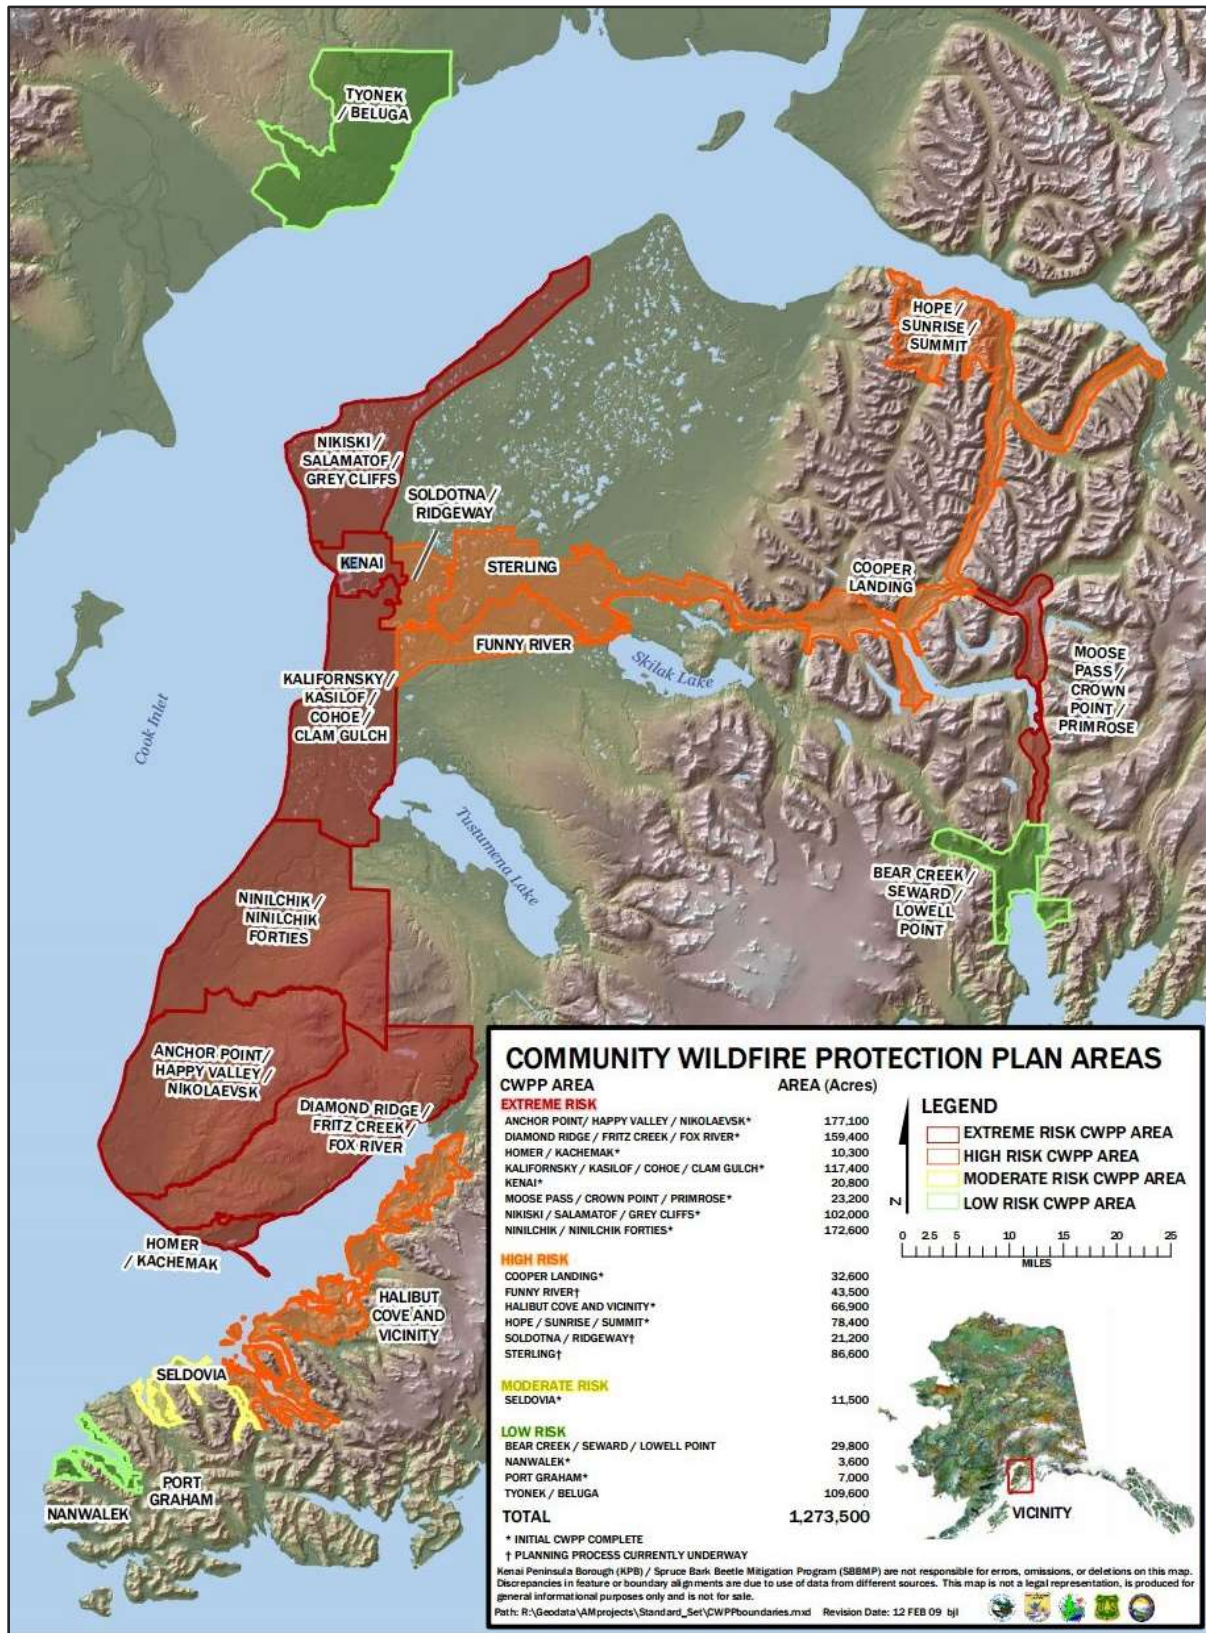 TYONEK
/ BELUGA
HOPE /
SUNRISE /
SUMMIT
NIKISKI /
SALAMATOF /
GREY CLIFFS
SOLDOTNA /
RIDGEWAY
KENAI
STERLING
COOPER
LANDING
FUNNY RIVER
Skilak Lake
MOOSE
PASS /
CROWN
POINT /
PRIMROSE
KALIFORNSKY /
KASILOF /
COHOE /
CLAM GULCH
Cook Inlet
Tustumena Lake
BEAR CREEK /
SEWARD /
LOWELL
POINT
NINILCHIK /
NINILCHIK
FORTIES
ANCHOR POINT/
HAPPY VALLEY /
NIKOLAEVSK
DIAMOND RIDGE /
FRITZ CREEK /
FOX RIVER
HOMER
/ KACHEMAK
HALIBUT
COVE AND
VICINITY
SELDOVIA
PORT
GRAHAM
NANWALEK
COMMUNITY WILDFIRE PROTECTION PLAN AREAS
CWPP AREA AREA (Acres)
EXTREME RISK
ANCHOR POINT/ HAPPY VALLEY / NIKOLAEVSK* 177,100
DIAMOND RIDGE / FRITZ CREEK / FOX RIVER* 159,400
HOMER / KACHEMAK* 10,300
KALIFORNSKY / KASILOF / COHOE / CLAM GULCH* 117,400
KENAI* 20,800
MOOSE PASS / CROWN POINT / PRIMROSE* 23,200
NIKISKI / SALAMATOF / GREY CLIFFS* 102,000
NINILCHIK / NINILCHIK FORTIES* 172,600
HIGH RISK
COOPER LANDING* 32,600
FUNNY RIVER† 43,500
HALIBUT COVE AND VICINITY* 66,900
HOPE / SUNRISE / SUMMIT* 78,400
SOLDOTNA / RIDGEWAY† 21,200
STERLING† 86,600
MODERATE RISK
SELDOVIA* 11,500
LOW RISK
BEAR CREEK / SEWARD / LOWELL POINT 29,800
NANWALEK* 3,600
PORT GRAHAM* 7,000
TYONEK / BELUGA 109,600
TOTAL 1,273,500
* INITIAL CWPP COMPLETE
† PLANNING PROCESS CURRENTLY UNDERWAY
LEGEND
EXTREME RISK CWPP AREA
HIGH RISK CWPP AREA
MODERATE RISK CWPP AREA
LOW RISK CWPP AREA
N
0 2.5 5 10 15 20 25
MILES
VICINITY
Kenai Peninsula Borough (KPB) / Spruce Bark Beetle Mitigation Program (SBBMP) are not responsible for errors, omissions, or deletions on this map.
Discrepancies in feature or boundary alignments are due to use of data from different sources. This map is not a legal representation, is produced for
general informational purposes only and is not for sale.
Path: R:\Geodata\AMprojects\Standard_Set\CWPPboundaries.mxd Revision Date: 12 FEB 09 bjl